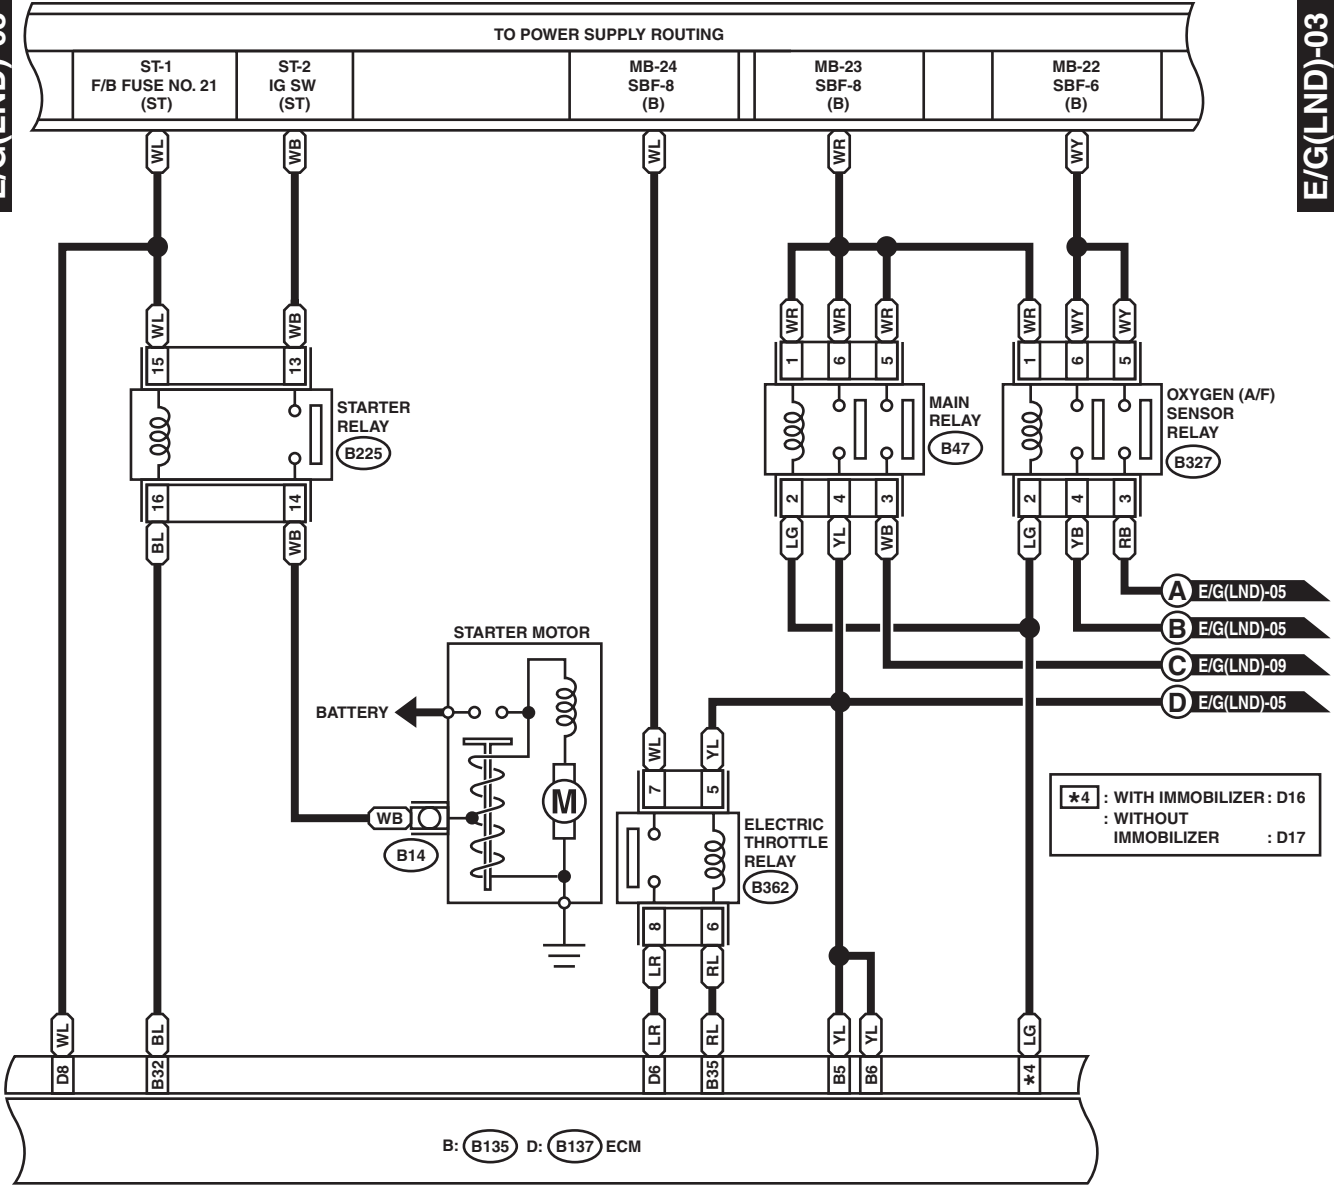 E/G(LND)-03
E/G(LND)-03
TO POWER SUPPLY ROUTING
ST-1
F/B FUSE NO. 21
(ST)
ST-2
IG SW
(ST)
MB-24
SBF-8
(B)
MB-23
SBF-8
(B)
MB-22
SBF-6
(B)
WL
WB
WL
WR
WY
WL
WB
WR
WR
WR
WR
WY
WY
15
13
1
6
5
1
6
5
STARTER
RELAY
B225
MAIN
RELAY
B47
OXYGEN (A/F)
SENSOR
RELAY
B327
16
14
2
4
3
2
4
3
BL
WB
LG
YL
WB
LG
YB
RB
A E/G(LND)-05
B E/G(LND)-05
C E/G(LND)-09
D E/G(LND)-05
STARTER MOTOR
BATTERY
M
WB
B14
WL
YL
7
5
ELECTRIC
THROTTLE
RELAY
B362
8
6
LR
RL
*4 : WITH IMMOBILIZER : D16
: WITHOUT
IMMOBILIZER : D17
WL
BL
LR
RL
YL
YL
LG
D8
B32
D6
B35
B5
B6
*4
B: B135 D: B137 ECM